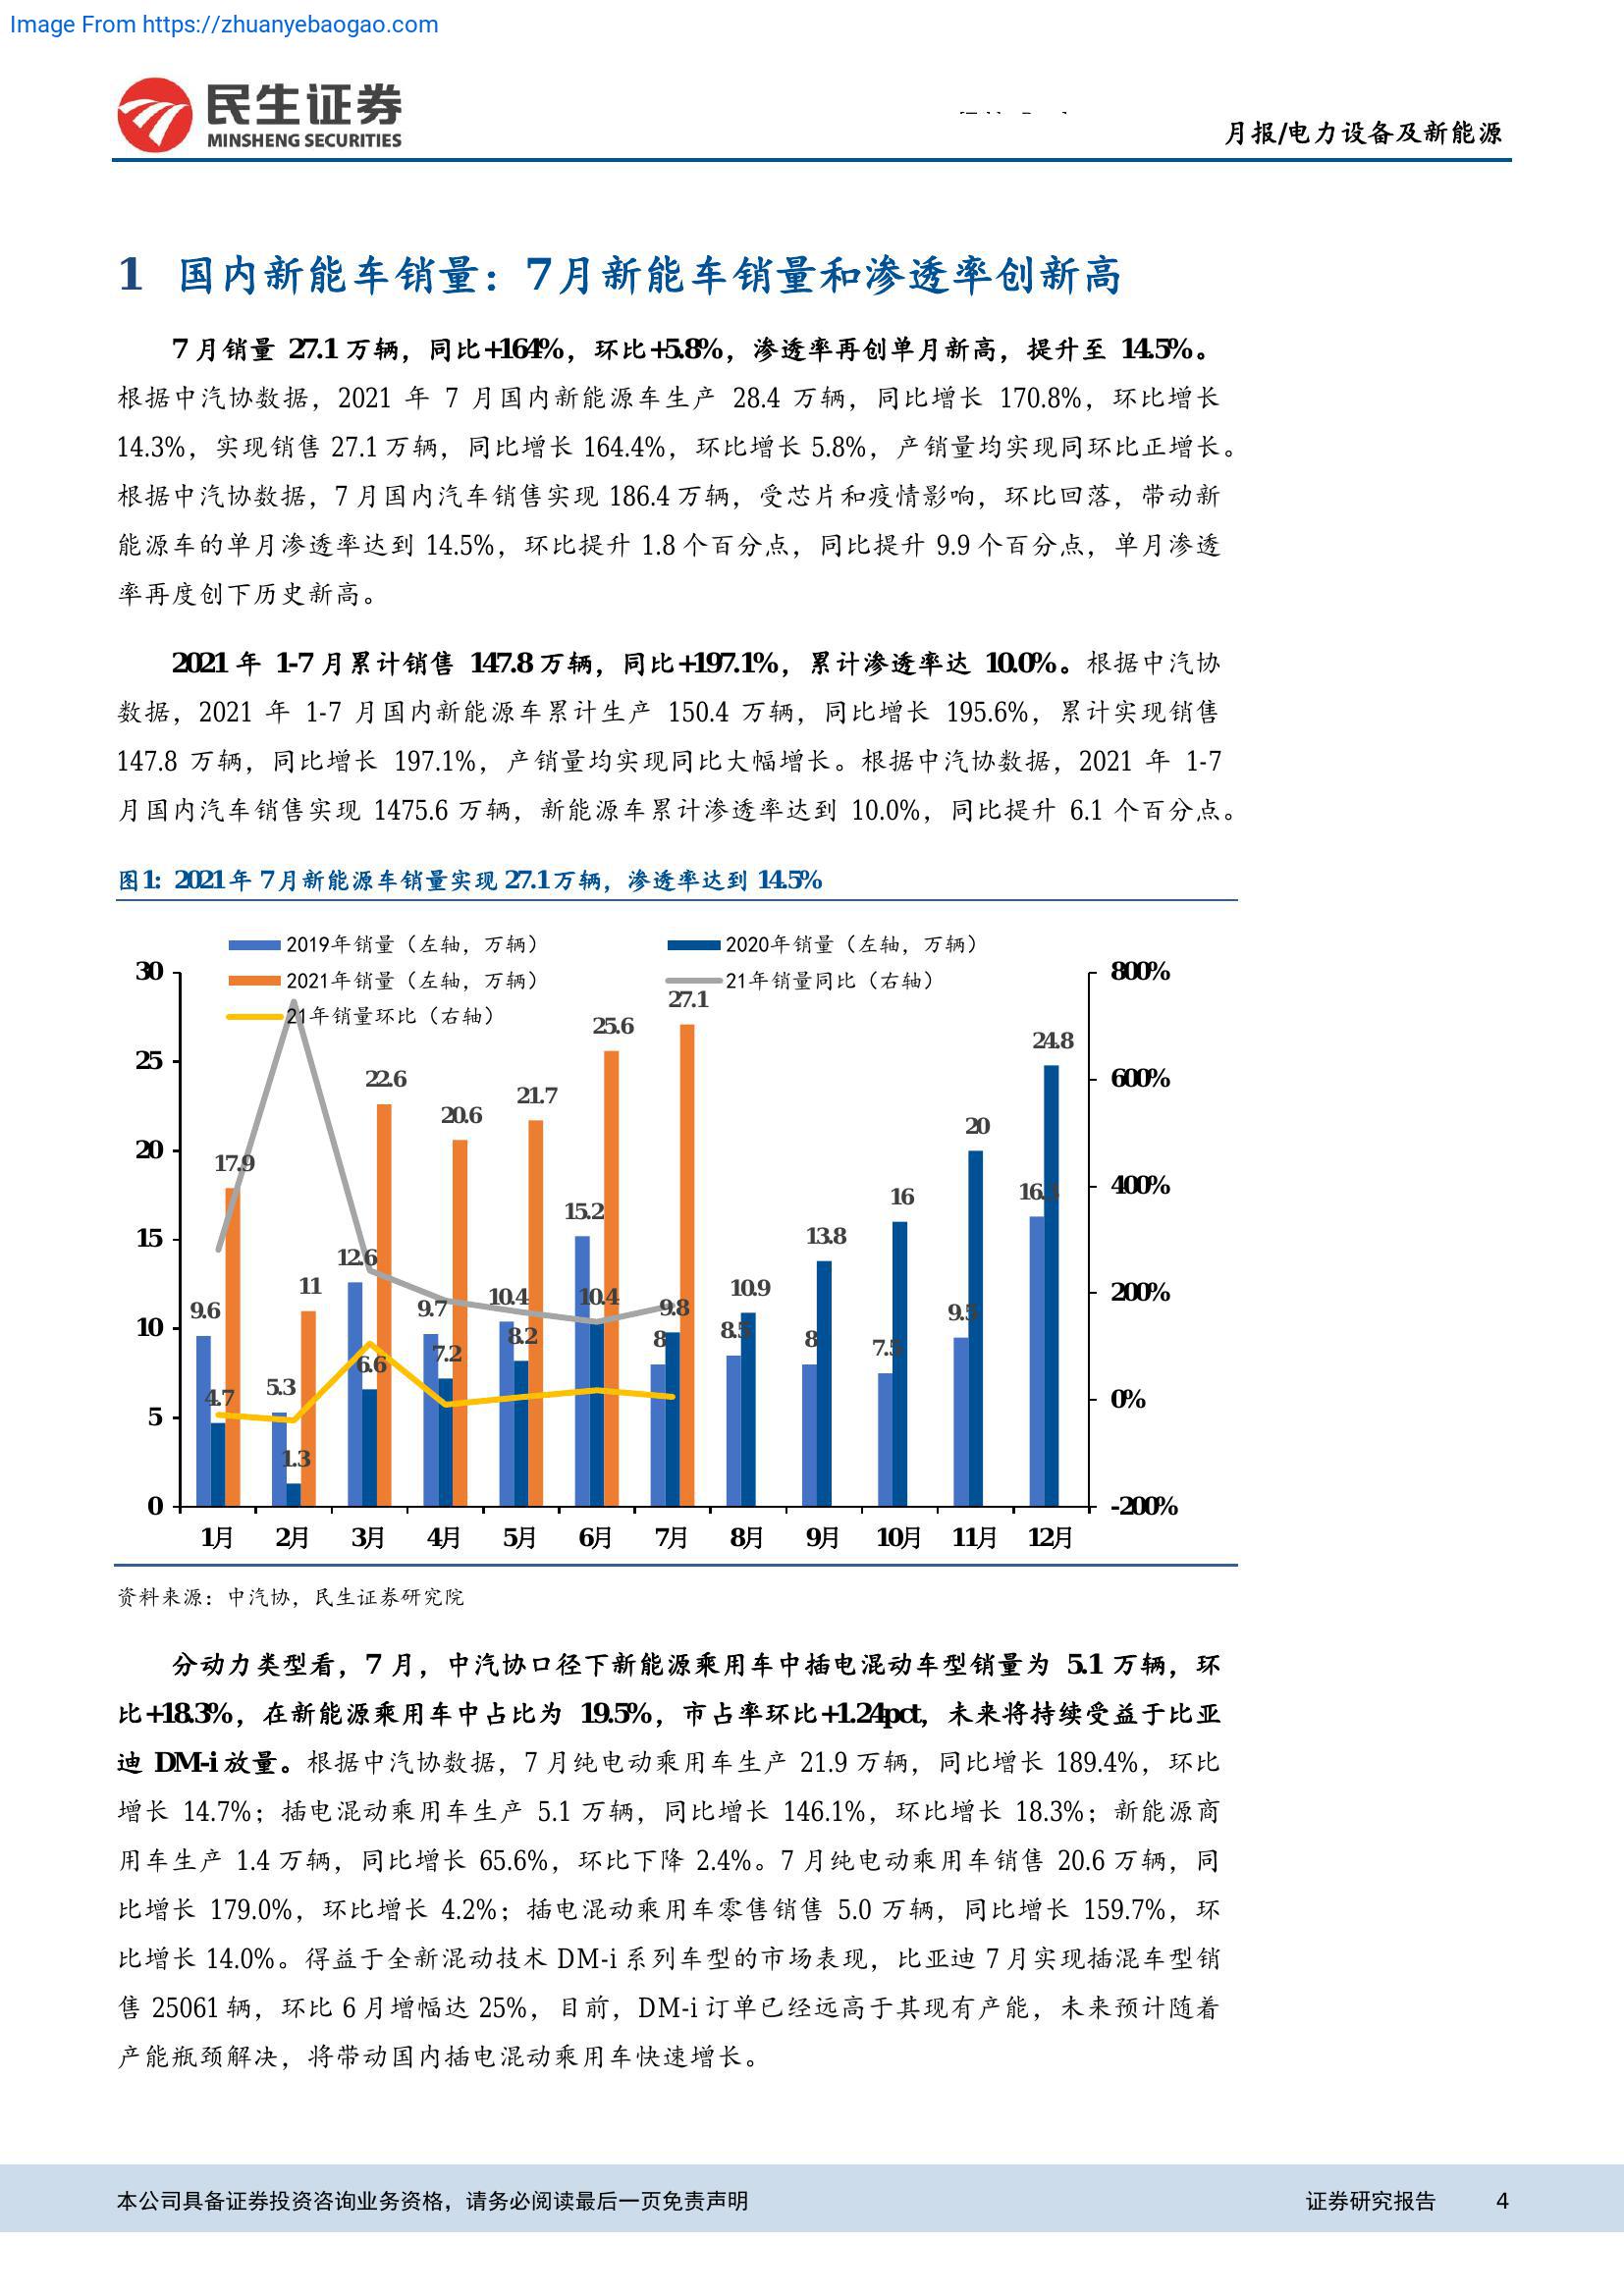 Image From https://zhuanyebaogao.com
民生证券
MINSHENG SECURITIES
月报/电力设备及新能源
1 国内新能车销量：7月新能车销量和渗透率创新高
7 月销量 27.1 万辆，同比+164%，环比+5.8%，渗透率再创单月新高，提升至 14.5%。
根据中汽协数据，2021 年 7 月国内新能源车生产 28.4 万辆，同比增长 170.8%，环比增长
14.3%，实现销售 27.1 万辆，同比增长 164.4%，环比增长 5.8%，产销量均实现同环比正增长。
根据中汽协数据，7 月国内汽车销售实现 186.4 万辆，受芯片和疫情影响，环比回落，带动新
能源车的单月渗透率达到 14.5%，环比提升 1.8 个百分点，同比提升 9.9 个百分点，单月渗透
率再度创下历史新高。
2021 年 1-7 月累计销售 147.8 万辆，同比+197.1%，累计渗透率达 10.0%。根据中汽协
数据，2021 年 1-7 月国内新能源车累计生产 150.4 万辆，同比增长 195.6%，累计实现销售
147.8 万辆，同比增长 197.1%，产销量均实现同比大幅增长。根据中汽协数据，2021 年 1-7
月国内汽车销售实现 1475.6 万辆，新能源车累计渗透率达到 10.0%，同比提升 6.1 个百分点。
图1：2021 年 7 月新能源车销量实现 27.1 万辆，渗透率达到 14.5%
2019年销量（左轴，万辆） 2020年销量（左轴，万辆）
2021年销量（左轴，万辆） 21年销量同比（右轴）
21年销量环比（右轴）
30
25
20
15
10
5
0
800%
600%
400%
200%
0%
-200%
9.6 4.7 17.9
5.3 1.3 11
12.6 6.6 22.6
9.7 7.2 20.6
10.4 8.2 21.7
15.2 10.4 25.6
8 9.8 27.1
8.5 10.9
8 13.8
7.5 16
9.5 20
16.3 24.8
1月 2月 3月 4月 5月 6月 7月 8月 9月 10月 11月 12月
资料来源：中汽协，民生证券研究院
分动力类型看，7 月，中汽协口径下新能源乘用车中插电混动车型销量为 5.1 万辆，环
比+18.3%，在新能源乘用车中占比为 19.5%，市占率环比+1.24pct，未来将持续受益于比亚
迪 DM-i 放量。根据中汽协数据，7 月纯电动乘用车生产 21.9 万辆，同比增长 189.4%，环比
增长 14.7%；插电混动乘用车生产 5.1 万辆，同比增长 146.1%，环比增长 18.3%；新能源商
用车生产 1.4 万辆，同比增长 65.6%，环比下降 2.4%。7 月纯电动乘用车销售 20.6 万辆，同
比增长 179.0%，环比增长 4.2%；插电混动乘用车零售销售 5.0 万辆，同比增长 159.7%，环
比增长 14.0%。得益于全新混动技术 DM-i 系列车型的市场表现，比亚迪 7 月实现插混车型销
售 25061 辆，环比 6 月增幅达 25%，目前，DM-i 订单已经远高于其现有产能，未来预计随着
产能瓶颈解决，将带动国内插电混动乘用车快速增长。
本公司具备证券投资咨询业务资格，请务必阅读最后一页免责声明 证券研究报告 4